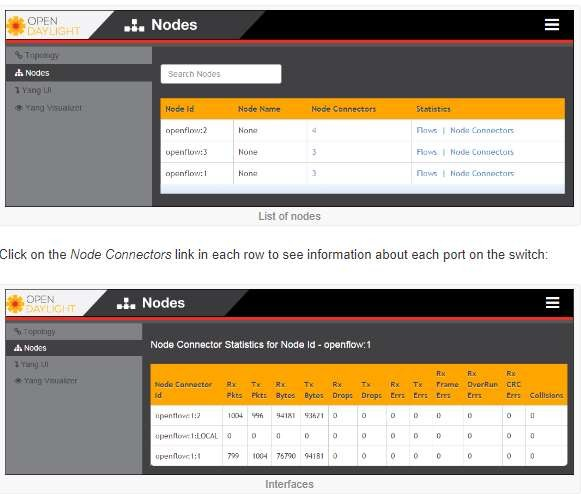 OPEN
DAYLIGHT
Nodes
Topology
Nodes
Yang UI
Yang Visualizer
Search Nodes
Node Id Node Name Node Connectors Statistics
openflow:2 None 4 Flows | Node Connectors
openflow:3 None 3 Flows | Node Connectors
openflow:1 None 3 Flows | Node Connectors
List of nodes
Click on the Node Connectors link in each row to see information about each port on the switch:
OPEN
DAYLIGHT
Nodes
Topology
Nodes
Yang UI
Yang Visualizer
Node Connector Statistics for Node Id - openflow:1
Node Connector Id Rx Pkts Tx Pkts Rx Bytes Tx Bytes Rx Drops Tx Drops Rx Errs Tx Errs Rx Frame Errs Rx OverRun Errs Rx CRC Errs Collisions
openflow:1:2 1004 996 94181 93621 0 0 0 0 0 0 0 0
openflow:1:LOCAL 0 0 0 0 0 0 0 0 0 0 0 0
openflow:1:1 799 1004 76790 94181 0 0 0 0 0 0 0 0
Interfaces